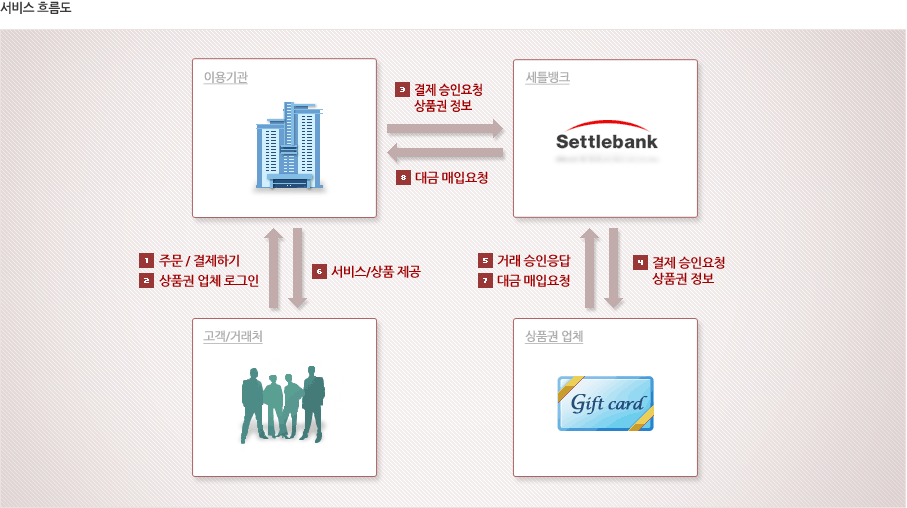 서비스 흐름도
이용기관
세틀뱅크
3 결제 승인요청
상품권 정보
Settlebank
8 대금 매입요청
1 주문 / 결제하기
2 상품권 업체 로그인
6 서비스/상품 제공
5 거래 승인응답
7 대금 매입요청
4 결제 승인요청
상품권 정보
고객/거래처
상품권 업체
Gift card